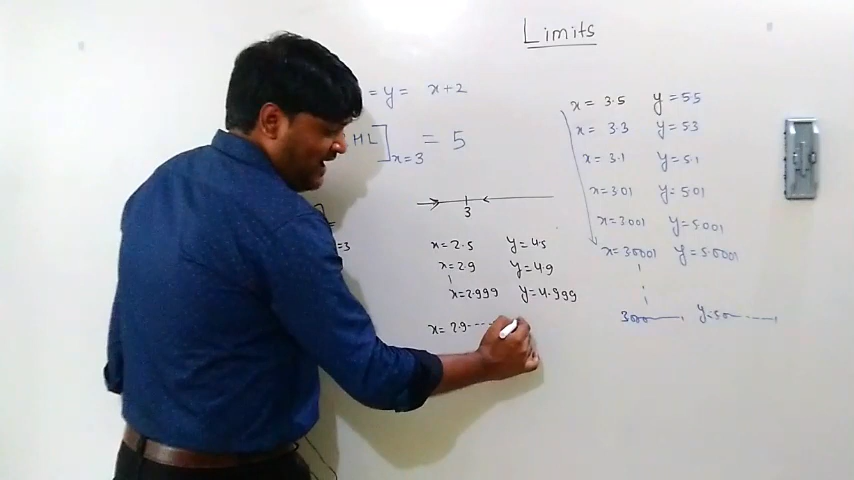 Limits
= y = x+2
HL ]x=3 = 5
3
=3
x = 2.5 y = 4.5
x = 2.9 y = 4.9
x = 2.999 y = 4.999
x = 2.9-----
x = 3.5 y = 5.5
x = 3.3 y = 5.3
x = 3.1 y = 5.1
x = 3.01 y = 5.01
x = 3.001 y = 5.001
x = 3.0001 y = 5.0001